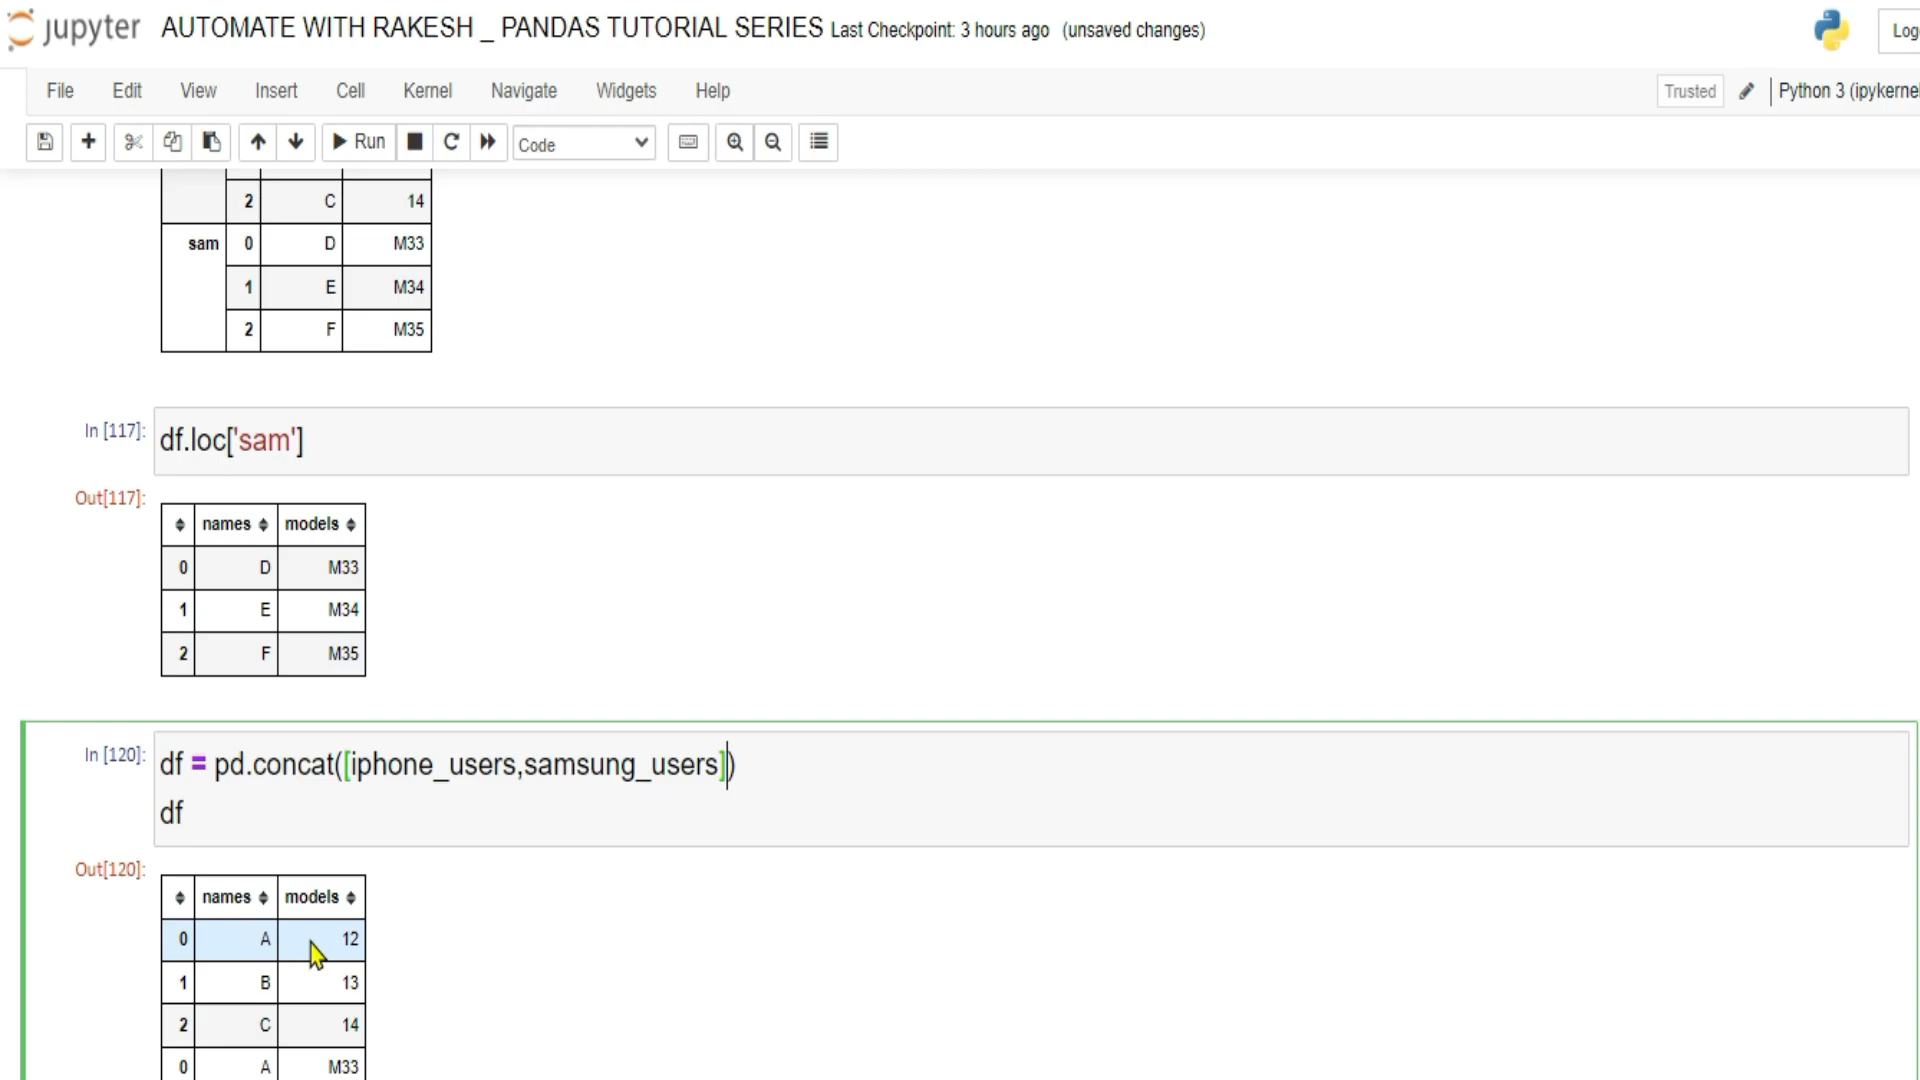 jupyter AUTOMATE WITH RAKESH _ PANDAS TUTORIAL SERIES Last Checkpoint: 3 hours ago (unsaved changes)
Log
File Edit View Insert Cell Kernel Navigate Widgets Help Trusted Python 3 (ipykernel
Run Code
2 C 14
sam 0 D M33
1 E M34
2 F M35
In [117]: df.loc['sam']
Out[117]:
names models
0 D M33
1 E M34
2 F M35
In [120]: df = pd.concat([iphone_users,samsung_users])
df
Out[120]:
names models
0 A 12
1 B 13
2 C 14
0 A M33